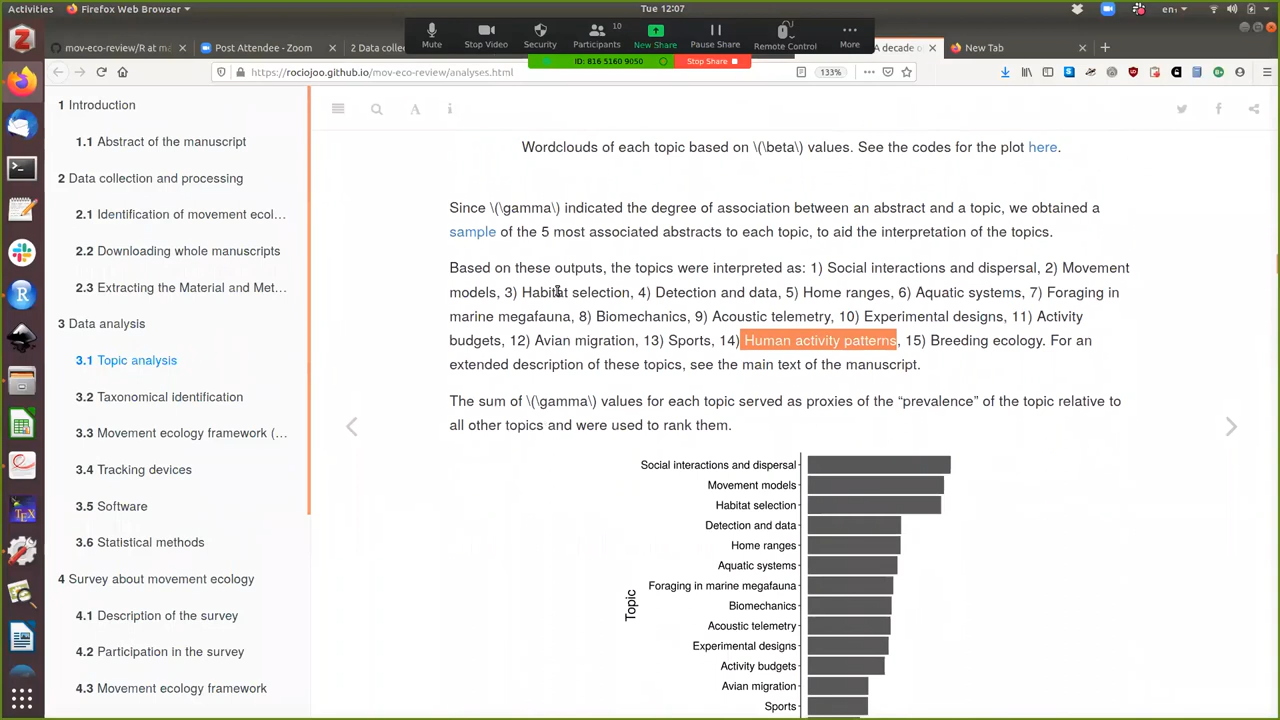 Activities
Firefox Web Browser
Tue 12:07
en
mov-eco-review/R at ma
Post Attendee - Zoom
2 Data collec
A decade o
New Tab
Mute
Stop Video
Security
10
Participants
New Share
Pause Share
Remote Control
More
ID: 816 5160 9050
Stop Share
https://rociojoo.github.io/mov-eco-review/analyses.html
133%
1 Introduction
1.1 Abstract of the manuscript
2 Data collection and processing
2.1 Identification of movement ecol...
2.2 Downloading whole manuscripts
2.3 Extracting the Material and Met...
3 Data analysis
3.1 Topic analysis
3.2 Taxonomical identification
3.3 Movement ecology framework (...
3.4 Tracking devices
3.5 Software
3.6 Statistical methods
4 Survey about movement ecology
4.1 Description of the survey
4.2 Participation in the survey
4.3 Movement ecology framework
Wordclouds of each topic based on \(\beta\) values. See the codes for the plot here.
Since \(\gamma\) indicated the degree of association between an abstract and a topic, we obtained a
sample of the 5 most associated abstracts to each topic, to aid the interpretation of the topics.
Based on these outputs, the topics were interpreted as: 1) Social interactions and dispersal, 2) Movement
models, 3) Habitat selection, 4) Detection and data, 5) Home ranges, 6) Aquatic systems, 7) Foraging in
marine megafauna, 8) Biomechanics, 9) Acoustic telemetry, 10) Experimental designs, 11) Activity
budgets, 12) Avian migration, 13) Sports, 14) Human activity patterns, 15) Breeding ecology. For an
extended description of these topics, see the main text of the manuscript.
The sum of \(\gamma\) values for each topic served as proxies of the “prevalence” of the topic relative to
all other topics and were used to rank them.
Topic
Social interactions and dispersal
Movement models
Habitat selection
Detection and data
Home ranges
Aquatic systems
Foraging in marine megafauna
Biomechanics
Acoustic telemetry
Experimental designs
Activity budgets
Avian migration
Sports